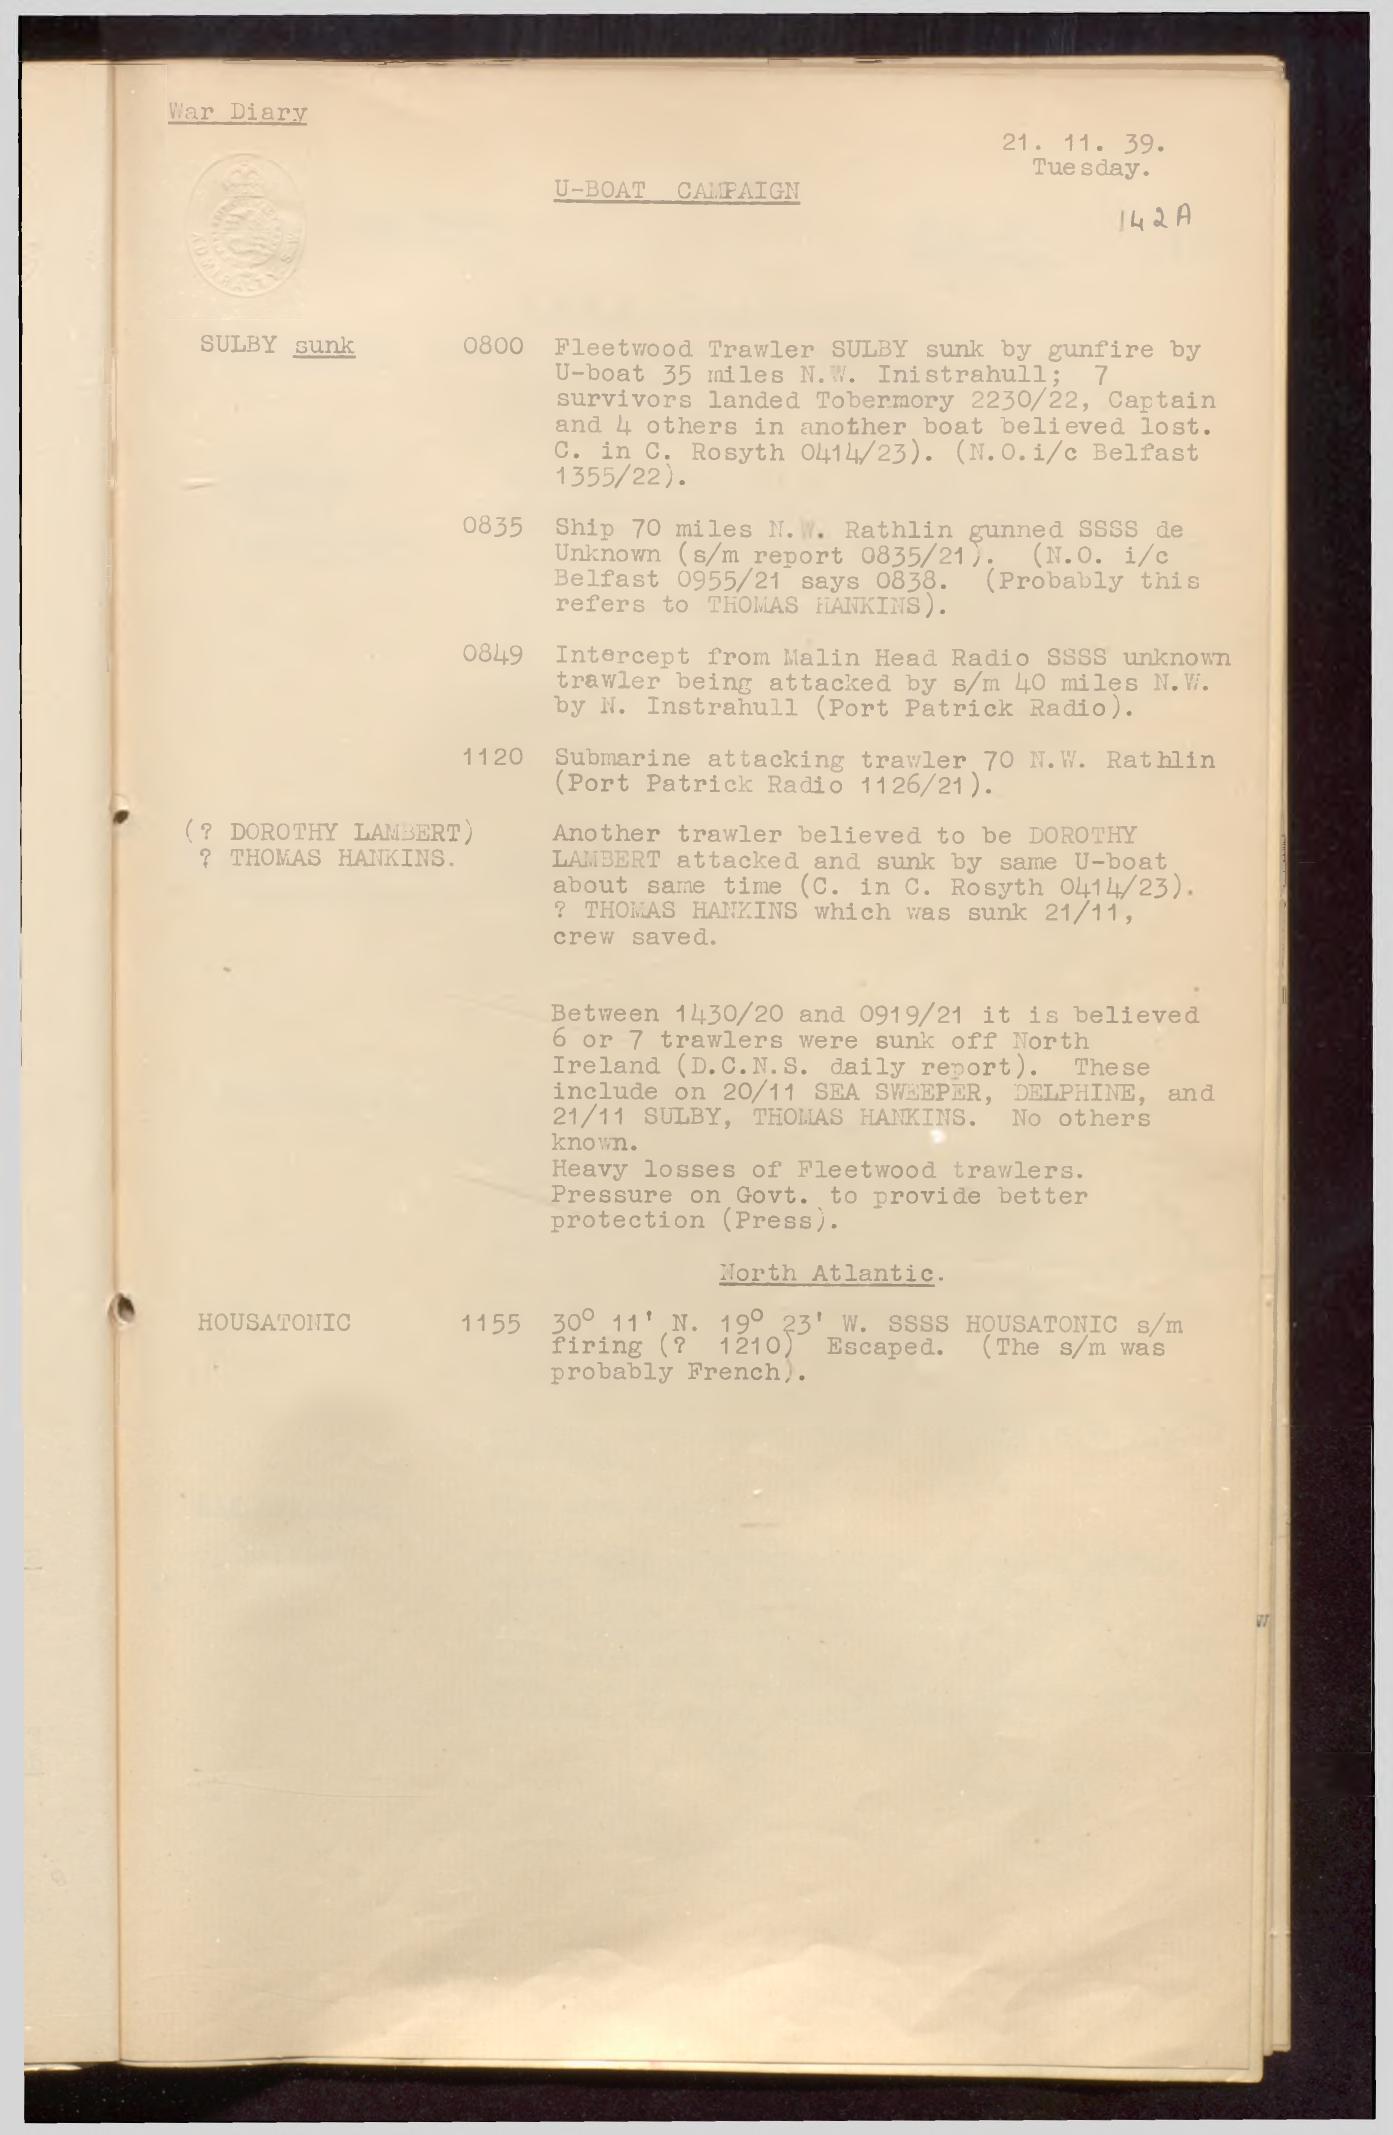 War Diary
21. 11. 39.
Tuesday.
U-BOAT CAMPAIGN
142A
ADMIRALTY S.W.
SULBY sunk 0800 Fleetwood Trawler SULBY sunk by gunfire by
U-boat 35 miles N.W. Inistrahull; 7
survivors landed Tobermory 2230/22, Captain
and 4 others in another boat believed lost.
C. in C. Rosyth 0414/23). (N.O.i/c Belfast
1355/22).
0835 Ship 70 miles N.W. Rathlin gunned SSSS de
Unknown (s/m report 0835/21). (N.O. i/c
Belfast 0955/21 says 0838. (Probably this
refers to THOMAS HANKINS).
0849 Intercept from Malin Head Radio SSSS unknown
trawler being attacked by s/m 40 miles N.W.
by N. Instrahull (Port Patrick Radio).
1120 Submarine attacking trawler 70 N.W. Rathlin
(Port Patrick Radio 1126/21).
(? DOROTHY LAMBERT) Another trawler believed to be DOROTHY
? THOMAS HANKINS. LAMBERT attacked and sunk by same U-boat
about same time (C. in C. Rosyth 0414/23).
? THOMAS HANKINS which was sunk 21/11,
crew saved.
Between 1430/20 and 0919/21 it is believed
6 or 7 trawlers were sunk off North
Ireland (D.C.N.S. daily report). These
include on 20/11 SEA SWEEPER, DELPHINE, and
21/11 SULBY, THOMAS HANKINS. No others
known.
Heavy losses of Fleetwood trawlers.
Pressure on Govt. to provide better
protection (Press).
North Atlantic.
HOUSATONIC 1155 30° 11' N. 19° 23' W. SSSS HOUSATONIC s/m
firing (? 1210) Escaped. (The s/m was
probably French).
W